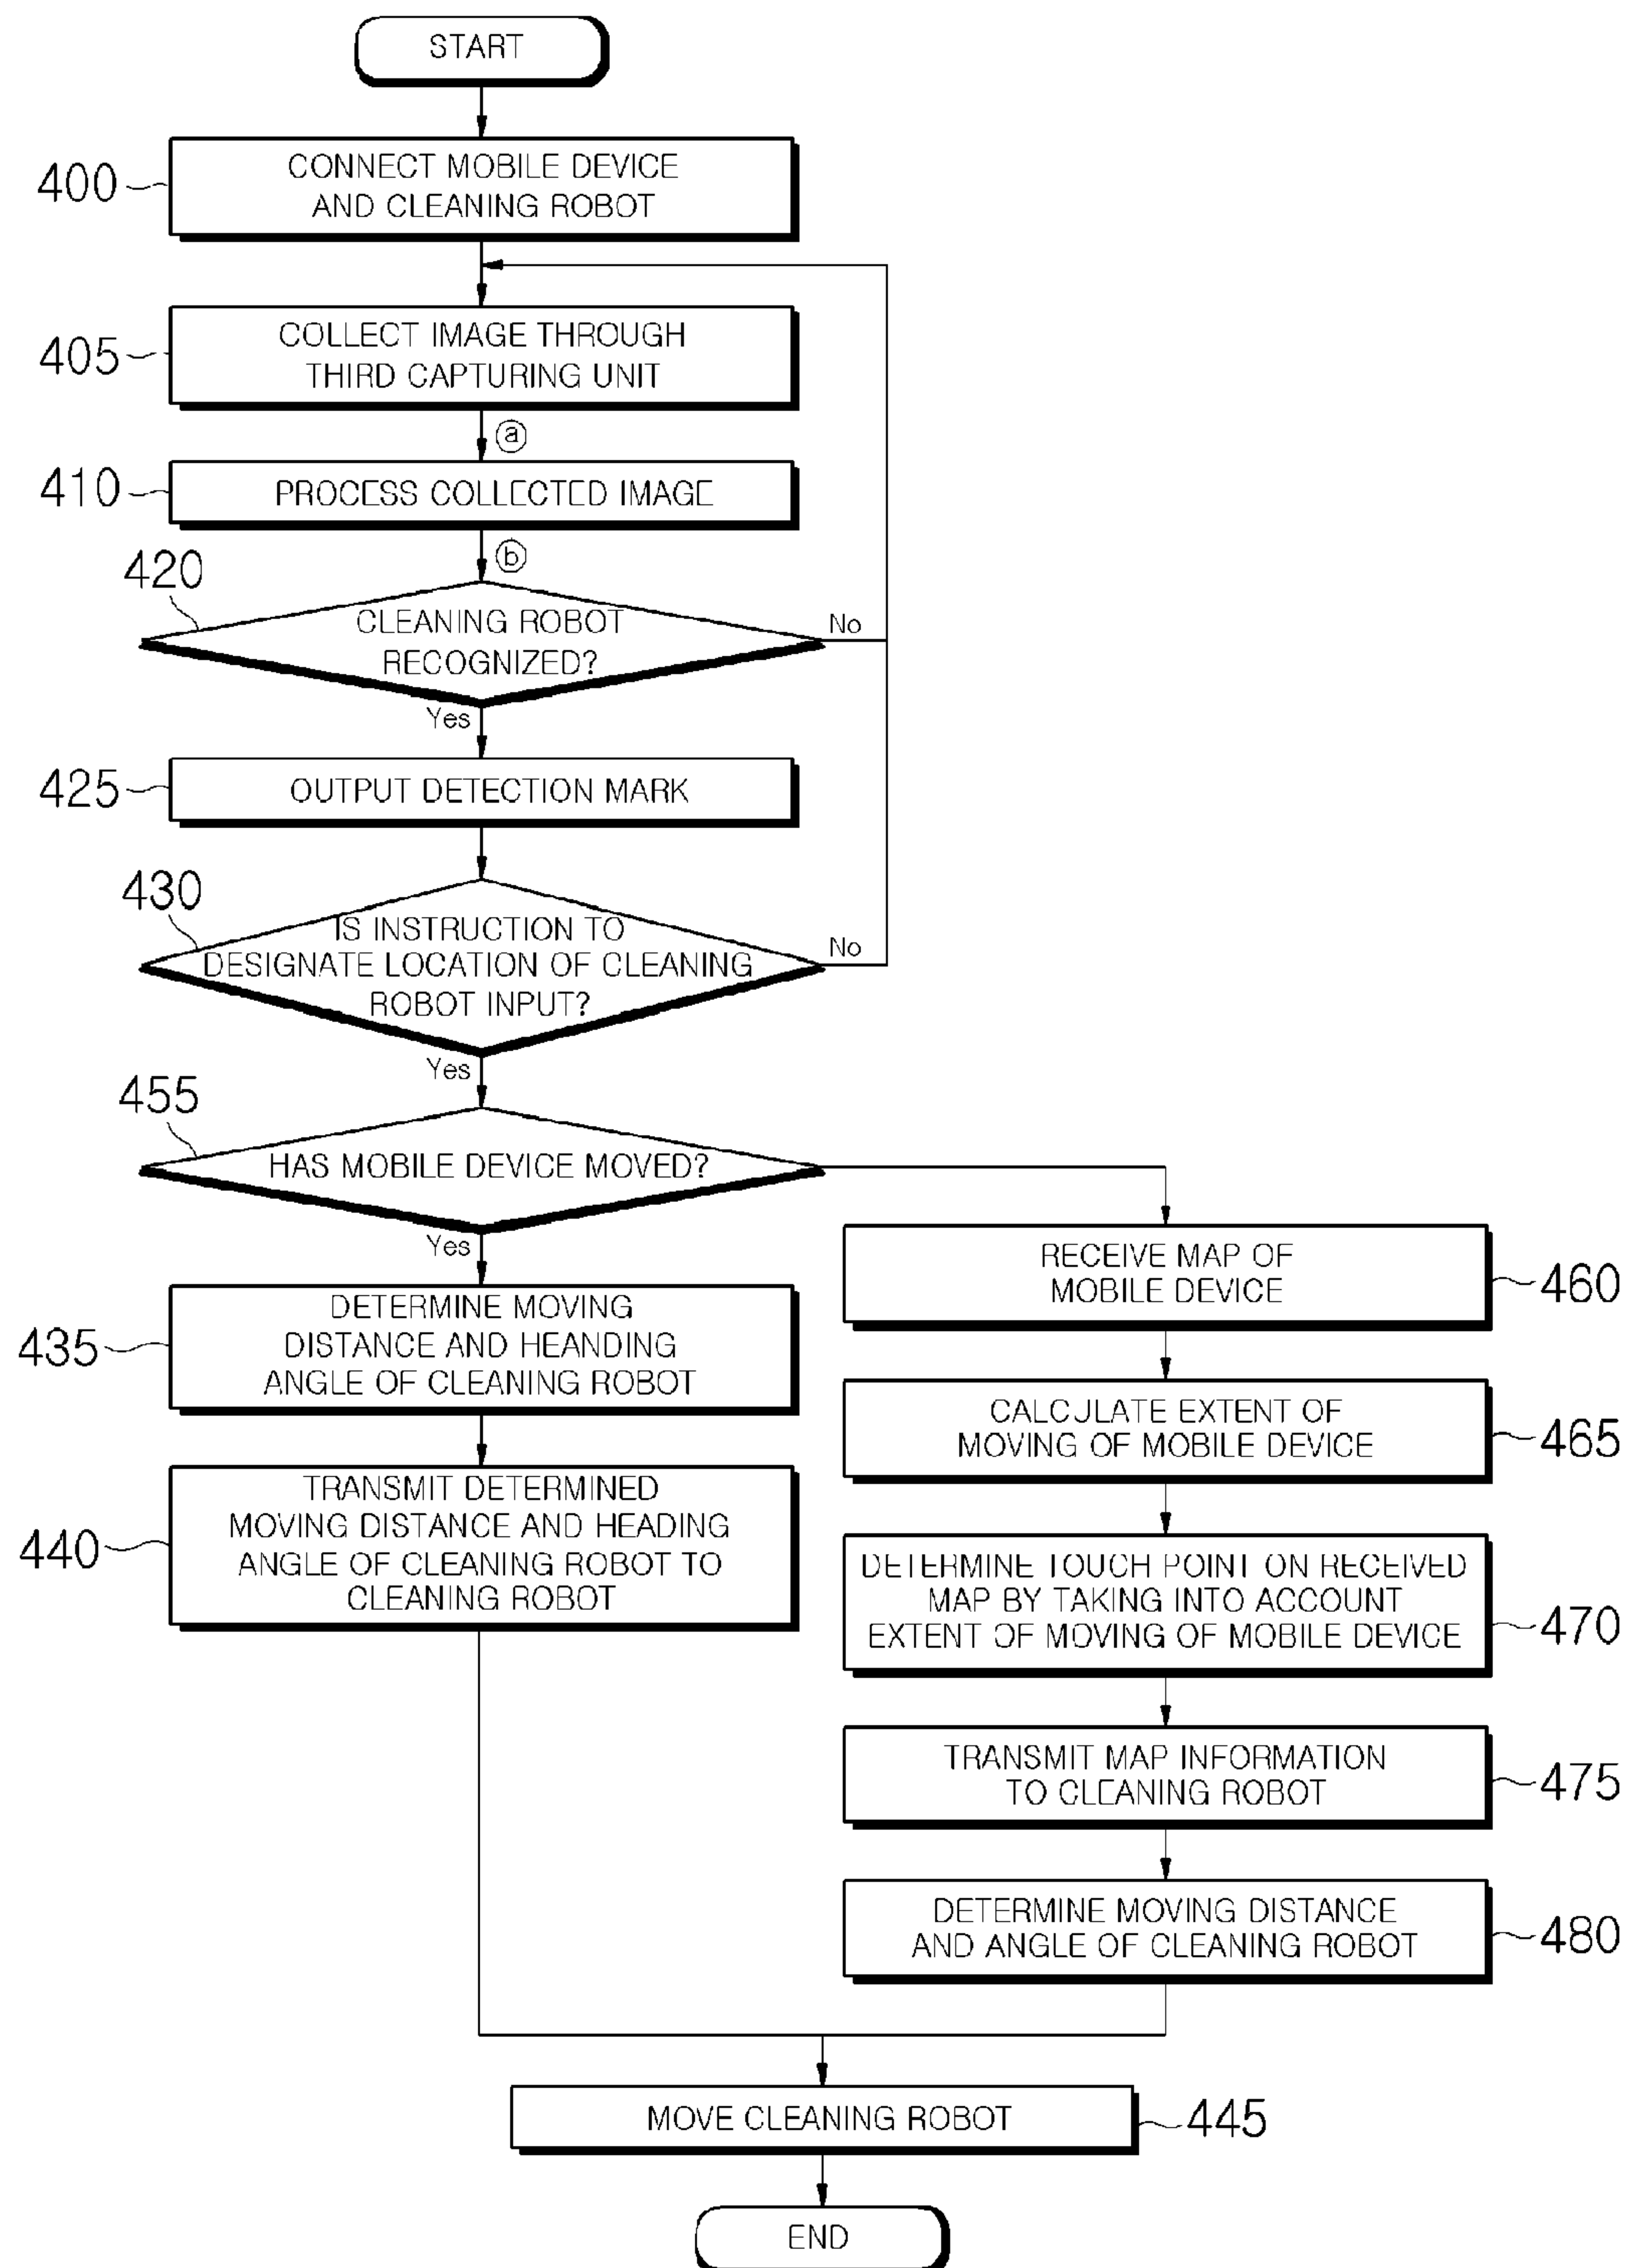 START
400
CONNECT MOBILE DEVICE
AND CLEANING ROBOT
405
COLLECT IMAGE THROUGH
THIRD CAPTURING UNIT
ⓐ
410
PROCESS COLLECTED IMAGE
ⓑ
420
CLEANING ROBOT
RECOGNIZED?
No
Yes
425
OUTPUT DETECTION MARK
430
IS INSTRUCTION TO
DESIGNATE LOCATION OF CLEANING
ROBOT INPUT?
No
Yes
455
HAS MOBILE DEVICE MOVED?
Yes
435
DETERMINE MOVING
DISTANCE AND HEANDING
ANGLE OF CLEANING ROBOT
440
TRANSMIT DETERMINED
MOVING DISTANCE AND HEADING
ANGLE OF CLEANING ROBOT TO
CLEANING ROBOT
RECEIVE MAP OF
MOBILE DEVICE
460
CALCULATE EXTENT OF
MOVING OF MOBILE DEVICE
465
DETERMINE TOUCH POINT ON RECEIVED
MAP BY TAKING INTO ACCOUNT
EXTENT OF MOVING OF MOBILE DEVICE
470
TRANSMIT MAP INFORMATION
TO CLEANING ROBOT
475
DETERMINE MOVING DISTANCE
AND ANGLE OF CLEANING ROBOT
480
MOVE CLEANING ROBOT
445
END